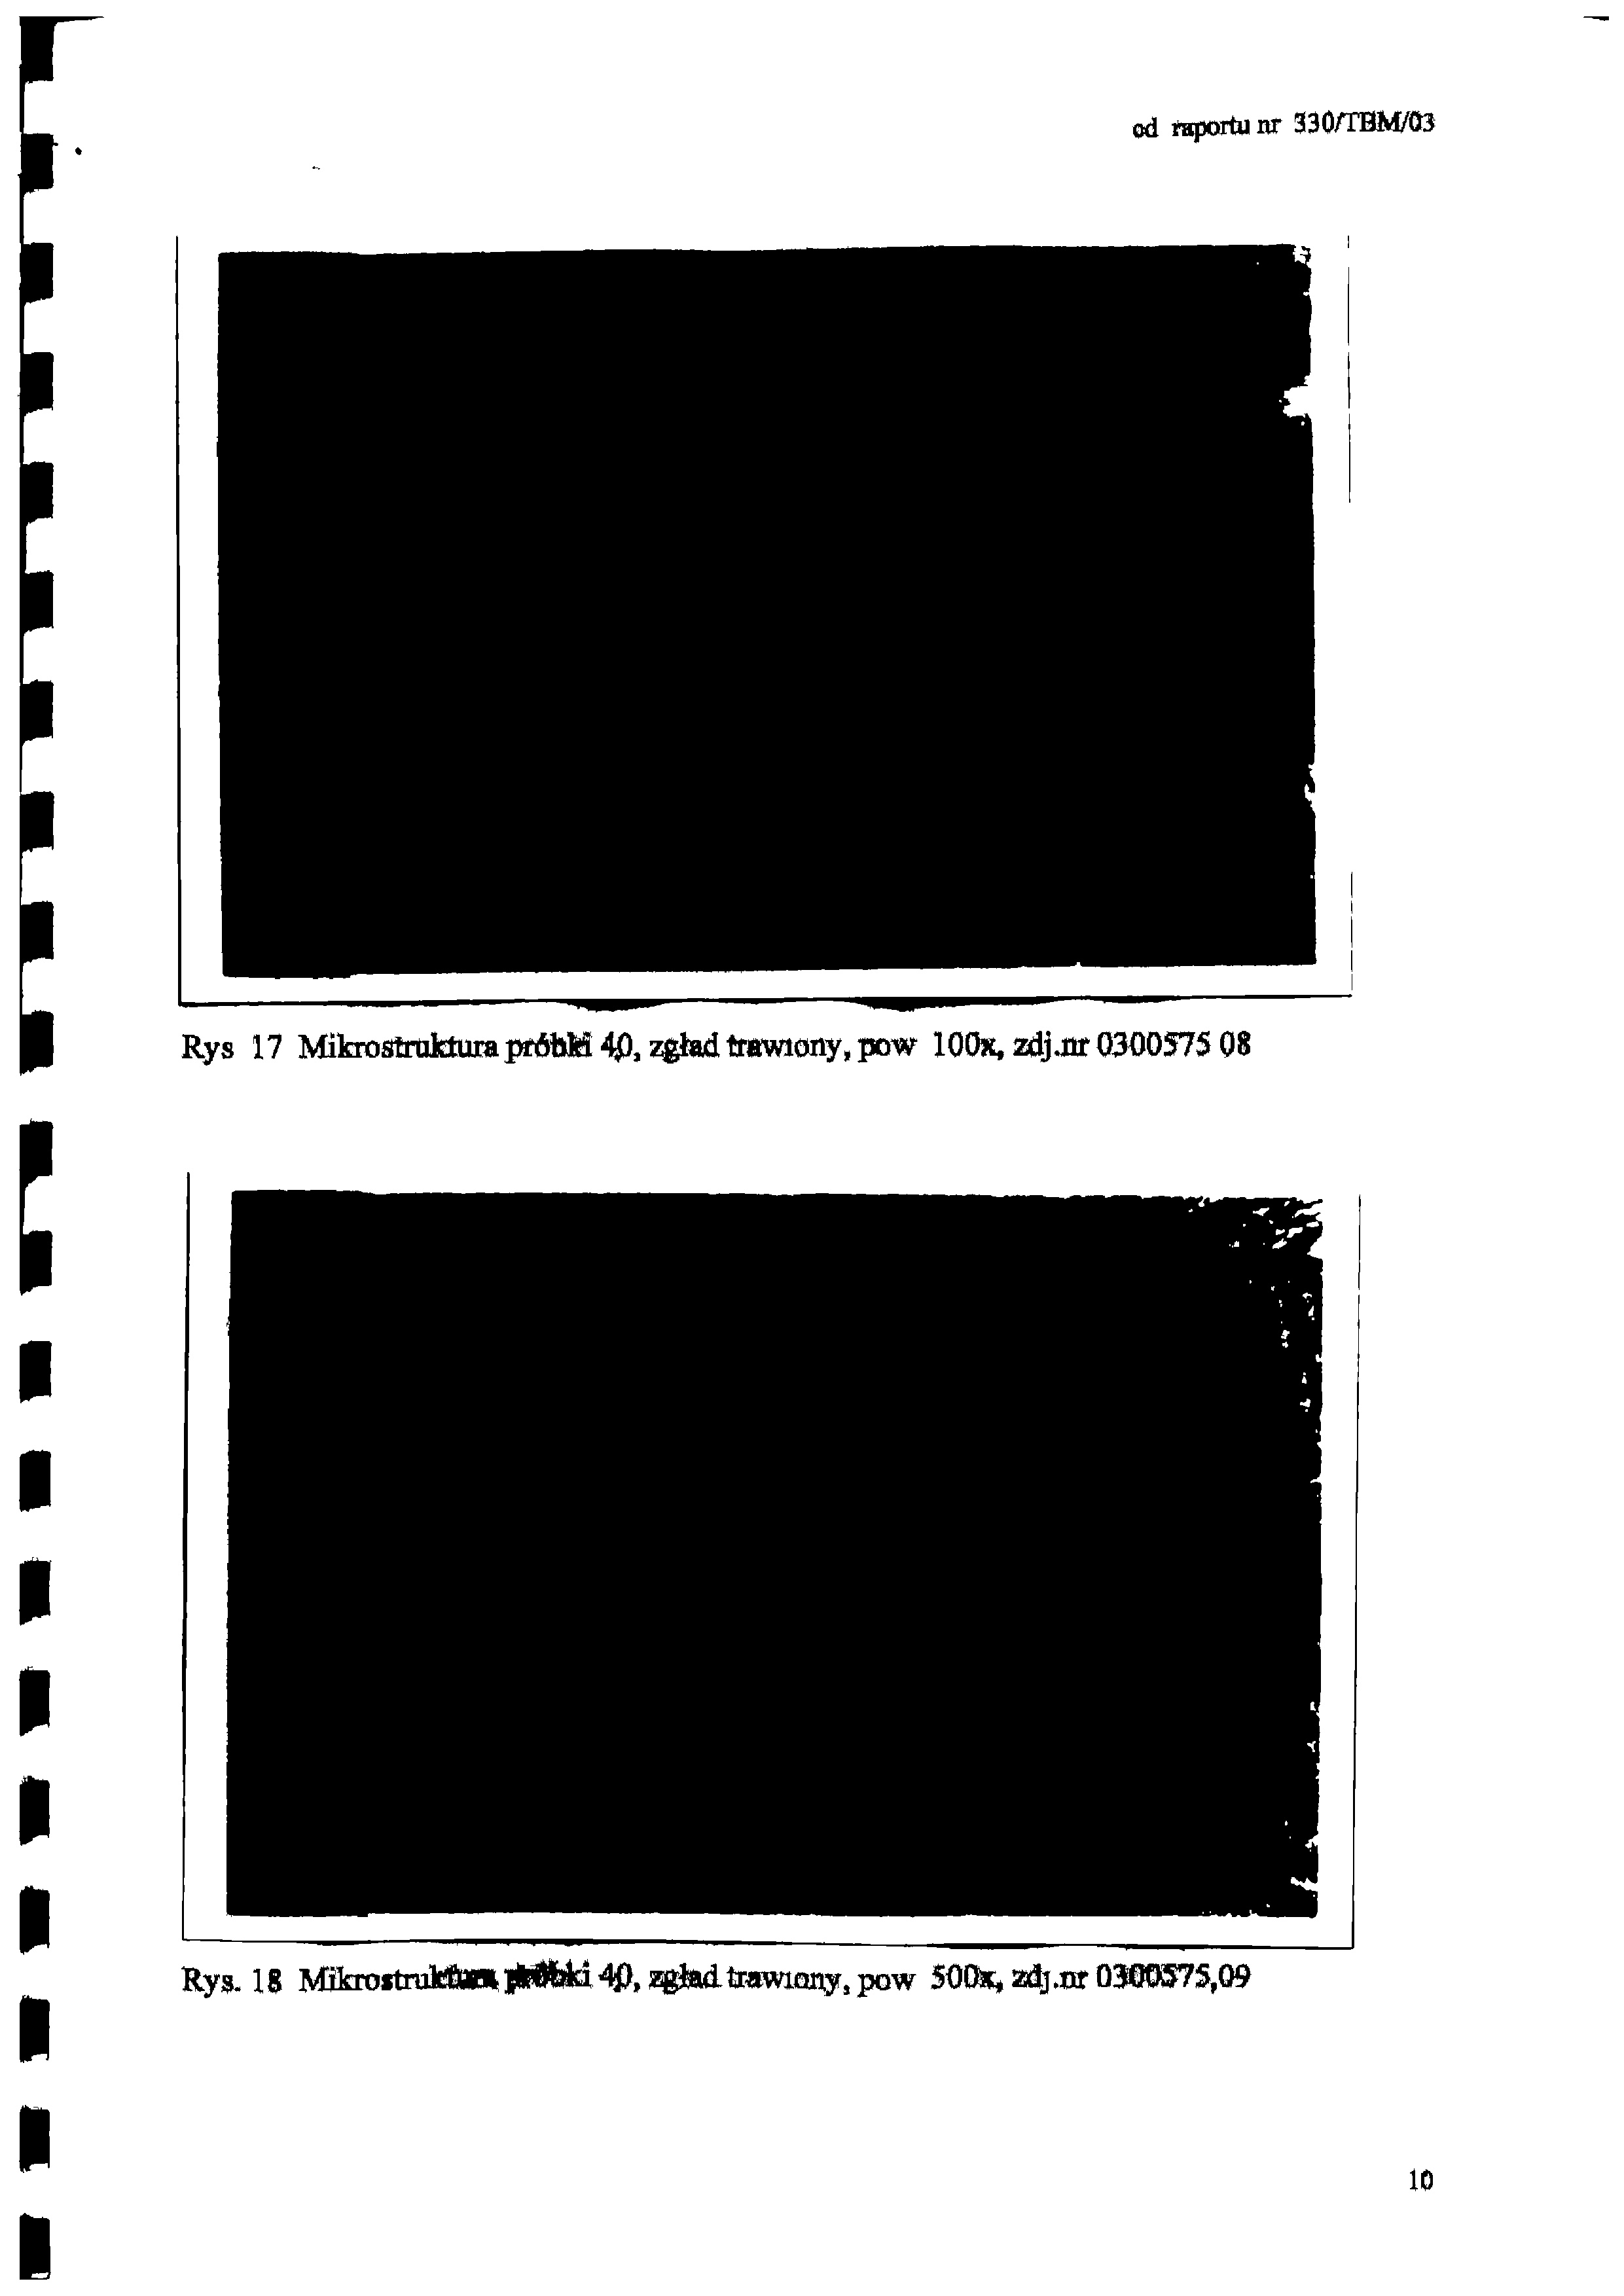 cd raportu nr 330/TBM/03
Rys 17 Mikrostruktura próbki 40, zgład trawiony, pow 100x, zdj.nr 0300575 08
Rys. 18 Mikrostruktura próbki 40, zgład trawiony, pow 500x, zdj.nr 0300575,09
10